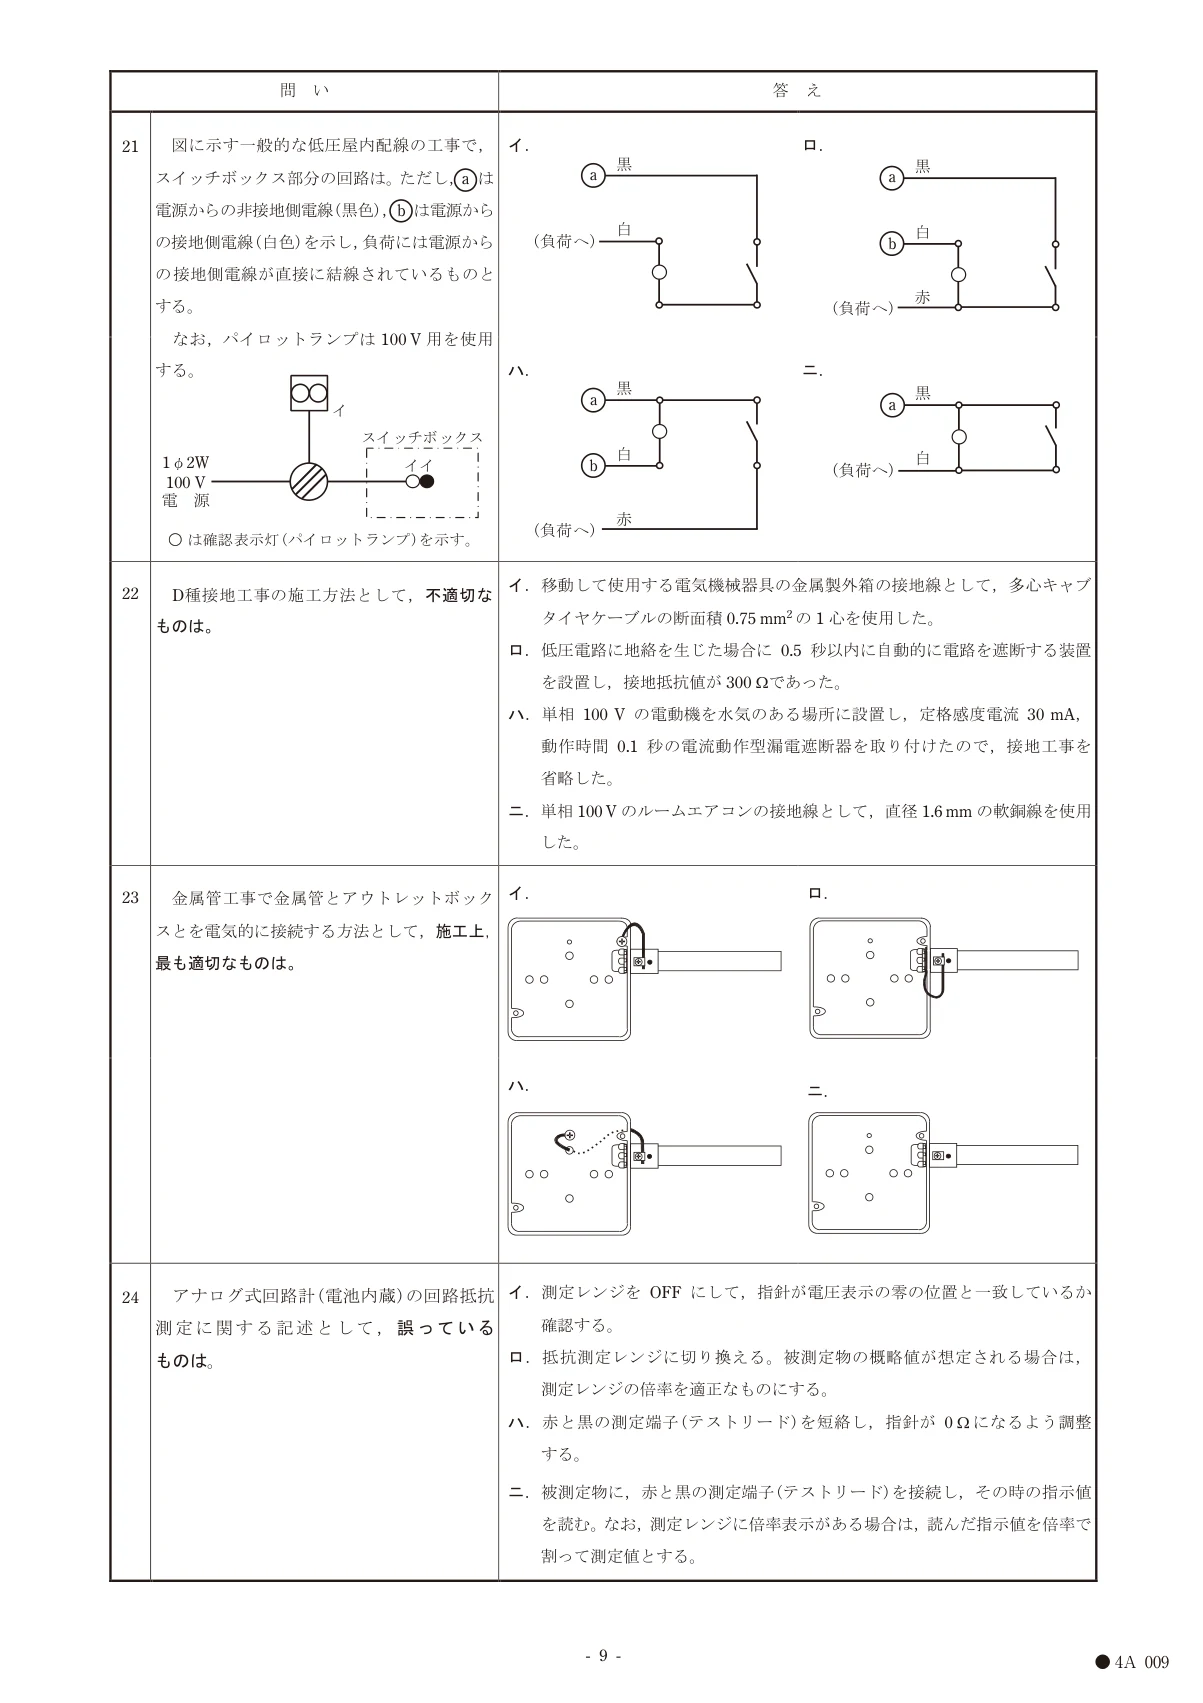 問 い
答 え
21
図に示す一般的な低圧屋内配線の工事で，
スイッチボックス部分の回路は。ただし，ⓐは
電源からの非接地側電線(黒色)，ⓑは電源から
の接地側電線(白色)を示し，負荷には電源から
の接地側電線が直接に結線されているものと
する。
なお，パイロットランプは 100 V 用を使用
する。
イ
スイッチボックス
1φ2W
100 V
電 源
イイ
○ は確認表示灯(パイロットランプ)を示す。
イ．
a
黒
(負荷へ)
白
ロ．
a
黒
b
白
(負荷へ)
赤
ハ．
a
黒
b
白
(負荷へ)
赤
ニ．
a
黒
(負荷へ)
白
22
D種接地工事の施工方法として，不適切な
ものは。
イ．移動して使用する電気機械器具の金属製外箱の接地線として，多心キャブ
タイヤケーブルの断面積 0.75 mm² の 1 心を使用した。
ロ．低圧電路に地絡を生じた場合に 0.5 秒以内に自動的に電路を遮断する装置
を設置し，接地抵抗値が 300 Ωであった。
ハ．単相 100 V の電動機を水気のある場所に設置し，定格感度電流 30 mA，
動作時間 0.1 秒の電流動作型漏電遮断器を取り付けたので，接地工事を
省略した。
ニ．単相 100 V のルームエアコンの接地線として，直径 1.6 mm の軟銅線を使用
した。
23
金属管工事で金属管とアウトレットボック
スとを電気的に接続する方法として，施工上，
最も適切なものは。
イ．
ロ．
ハ．
ニ．
24
アナログ式回路計(電池内蔵)の回路抵抗
測定に関する記述として，誤っている
ものは。
イ．測定レンジを OFF にして，指針が電圧表示の零の位置と一致しているか
確認する。
ロ．抵抗測定レンジに切り換える。被測定物の概略値が想定される場合は，
測定レンジの倍率を適正なものにする。
ハ．赤と黒の測定端子(テストリード)を短絡し，指針が 0 Ωになるよう調整
する。
ニ．被測定物に，赤と黒の測定端子(テストリード)を接続し，その時の指示値
を読む。なお，測定レンジに倍率表示がある場合は，読んだ指示値を倍率で
割って測定値とする。
- 9 -
●4A 009